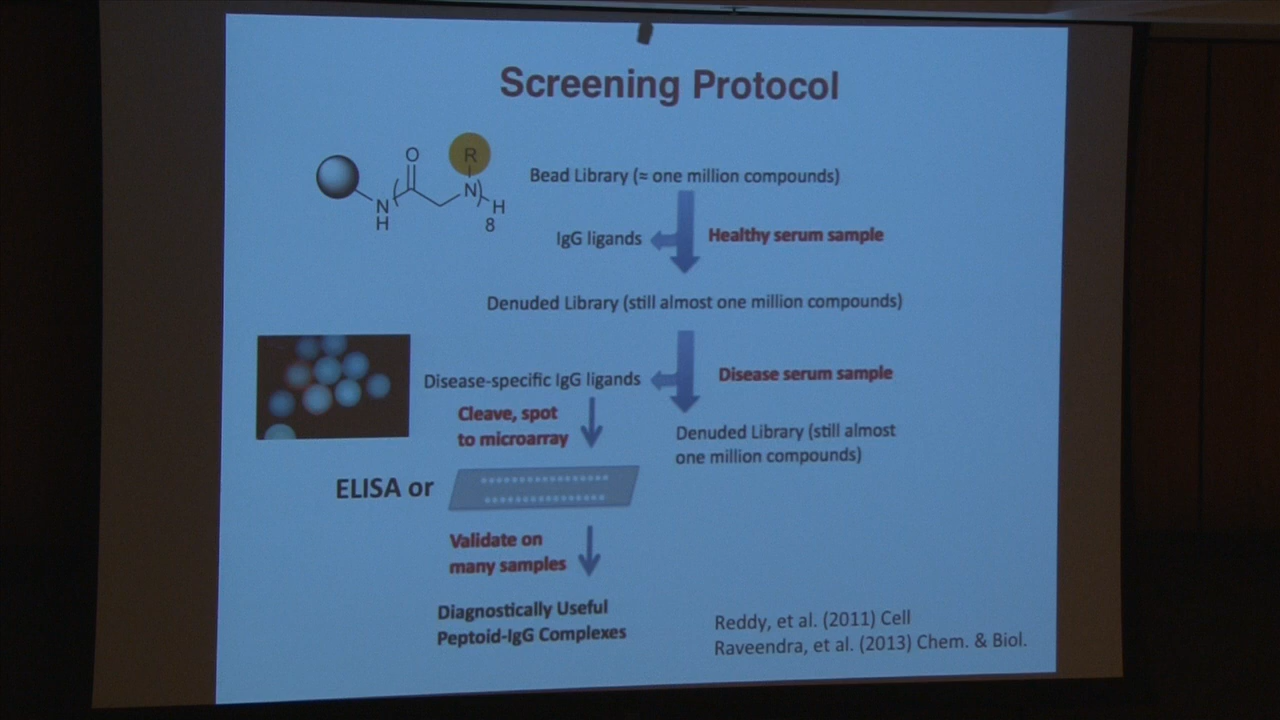 Screening Protocol
O
R
N
H
N
H
8
Bead Library (≈ one million compounds)
IgG ligands
Healthy serum sample
Denuded Library (still almost one million compounds)
Disease-specific IgG ligands
Disease serum sample
Cleave, spot
to microarray
Denuded Library (still almost
one million compounds)
ELISA or
Validate on
many samples
Diagnostically Useful
Peptoid-IgG Complexes
Reddy, et al. (2011) Cell
Raveendra, et al. (2013) Chem. & Biol.